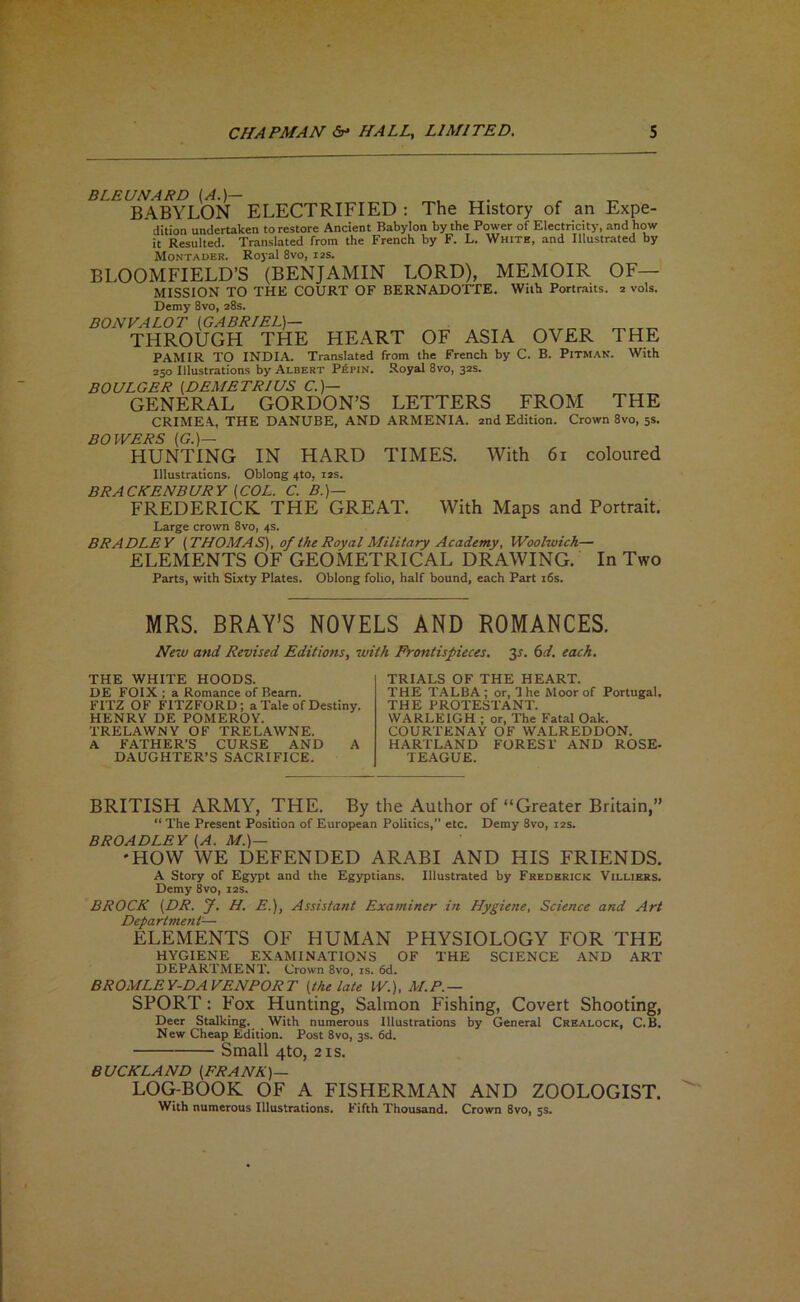 CHAPMAN & HALL, LIMITED. 5
BLEUNARD (A.)—
BABYLON ELECTRIFIED : The History of an Expe-
dition undertaken to restore Ancient Babylon by the Power of Electricity, and how
it Resulted. Translated from the French by F. L. WHITE, and Illustrated by
MONTADER. Royal 8vo, 12s.
BLOOMFIELD'S (BENJAMIN LORD), MEMOIR OF—
MISSION TO THE COURT OF BERNADOTTE. With Portraits. 2 vols.
Demy 8vo, 28s.
BONVALOT (GABRIEL)—
THROUGH THE HEART OF ASIA OVER THE
PAMIR TO INDIA. Translated from the French by C. B. PITMAN. With
250 Illustrations by ALBERT PÉPIN. Royal 8vo, 32s.
BOULGER (DEMETRIUS C.)—
GENERAL GORDON'S LETTERS FROM THE
CRIMEA, THE DANUBE, AND ARMENIA. 2nd Edition. Crown 8vo, 5s.
BOWERS (G.)—
HUNTING IN HARD TIMES. With 61 coloured
Illustrations. Oblong 4to, 12s.
BRACKENBURY (COL. C. B.)—
FREDERICK THE GREAT. With Maps and Portrait.
Large crown 8vo, 4s.
BRADLEY (THOMAS), of the Royal Military Academy, Woolwich—
ELEMENTS OF GEOMETRICAL DRAWING. In Two
Parts, with Sixty Plates. Oblong folio, half bound, each Part 16s.
MRS. BRAY'S NOVELS AND ROMANCES.
New and Revised Editions, with Frontispieces. 3s. 6d. each.
THE WHITE HOODS.
DE FOIX ; a Romance of Bearn.
FITZ OF FITZFORD ; a Tale of Destiny.
HENRY DE POMEROY.
TRELAWNY OF TRELAWNE.
A FATHER'S CURSE AND A
DAUGHTER'S SACRIFICE.
TRIALS OF THE HEART.
THE TALBA ; or, The Moor of Portugal.
THE PROTESTANT.
WARLEIGH ; or, The Fatal Oak.
COURTENAY OF WALREDDON.
HARTLAND FOREST AND ROSE-
TEAGUE.
BRITISH ARMY, THE. By the Author of “Greater Britain,”
“ The Present Position of European Politics,” etc. Demy 8vo, 12s.
BROADLEY (A. M.)—
'HOW WE DEFENDED ARABI AND HIS FRIENDS.
A Story of Egypt and the Egyptians. Illustrated by FREDERICK VILLIERS.
Demy 8vo, 12s.
BROCK (DR. J. H. E.), Assistant Examiner in Hygiene, Science and Art
Department—
ELEMENTS OF HUMAN PHYSIOLOGY FOR THE
HYGIENE EXAMINATIONS OF THE SCIENCE AND ART
DEPARTMENT. Crown 8vo, 1s. 6d.
BROMLEY-DAVENPORT (the late W.), M.P.—
SPORT : Fox Hunting, Salmon Fishing, Covert Shooting,
Deer Stalking. With numerous Illustrations by General CREALOCK, C.B.
New Cheap Edition. Post 8vo, 3s. 6d.
——— Small 4to, 21s.
BUCKLAND (FRANK)—
LOG-BOOK OF A FISHERMAN AND ZOOLOGIST.
With numerous Illustrations. Fifth Thousand. Crown 8vo, 5s.